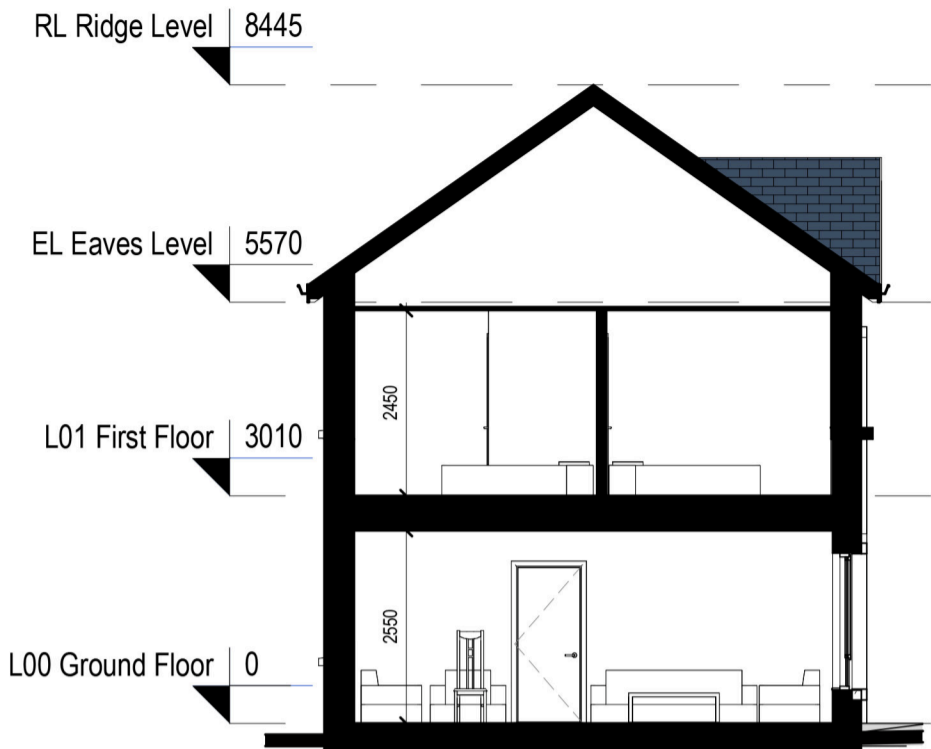 RL Ridge Level 8445
EL Eaves Level 5570
2450
L01 First Floor 3010
2550
L00 Ground Floor 0